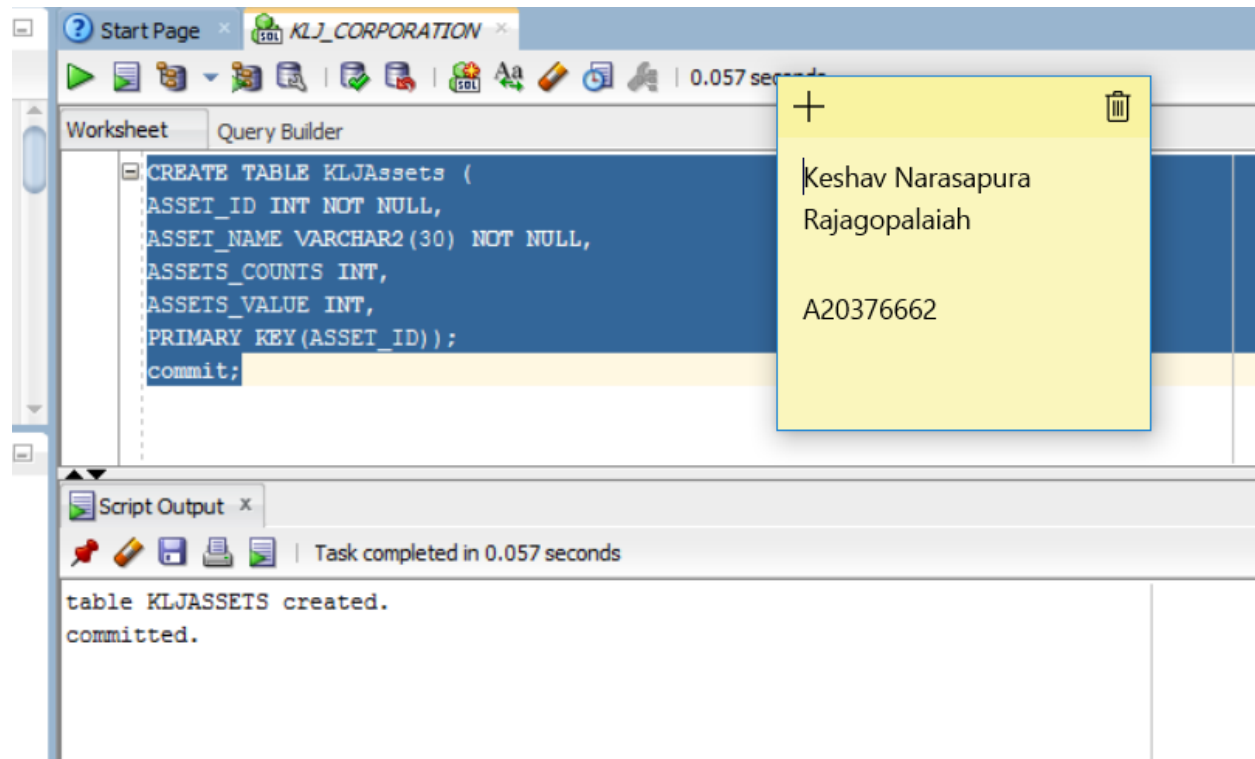 Start Page
KLJ_CORPORATION
0.057 seconds
Worksheet
Query Builder
CREATE TABLE KLJAssets (
ASSET_ID INT NOT NULL,
ASSET_NAME VARCHAR2(30) NOT NULL,
ASSETS_COUNTS INT,
ASSETS_VALUE INT,
PRIMARY KEY(ASSET_ID));
commit;
Keshav Narasapura
Rajagopalaiah
A20376662
Script Output
Task completed in 0.057 seconds
table KLJASSETS created.
committed.